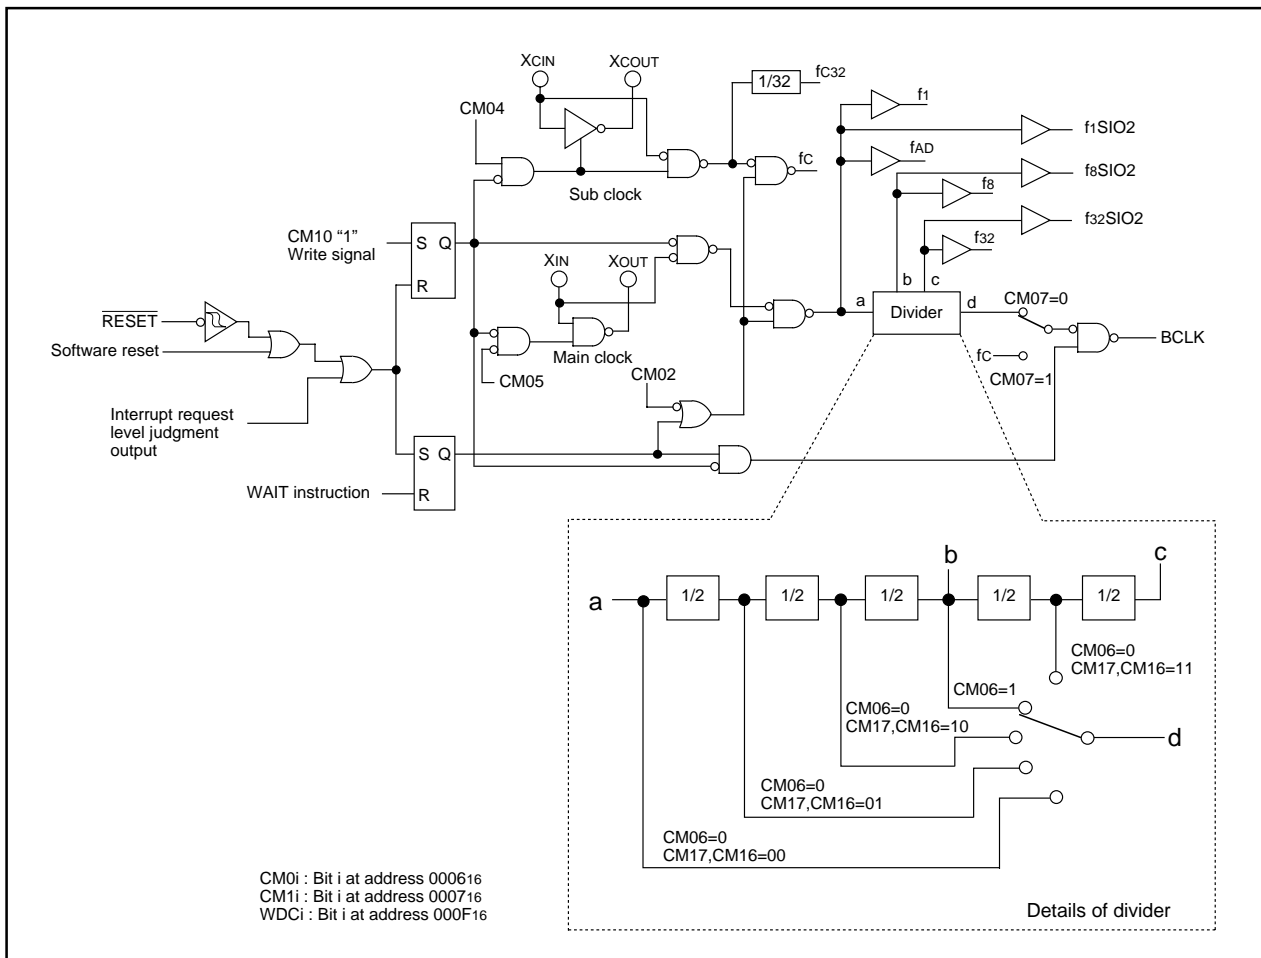 XCIN
XCOUT
1/32
fC32
CM04
f1
f1SIO2
fAD
fC
f8SIO2
Sub clock
f8
CM10 “1”
Write signal
S Q
R
f32SIO2
f32
XIN
XOUT
b c
a
Divider
d
CM07=0
RESET
BCLK
Software reset
Main clock
fC
CM07=1
CM05
CM02
Interrupt request
level judgment
output
S Q
R
WAIT instruction
b
c
a
1/2
1/2
1/2
1/2
1/2
CM06=0
CM17,CM16=11
CM06=1
CM06=0
CM17,CM16=10
d
CM06=0
CM17,CM16=01
CM06=0
CM17,CM16=00
CM0i : Bit i at address 000616
CM1i : Bit i at address 000716
WDCi : Bit i at address 000F16
Details of divider